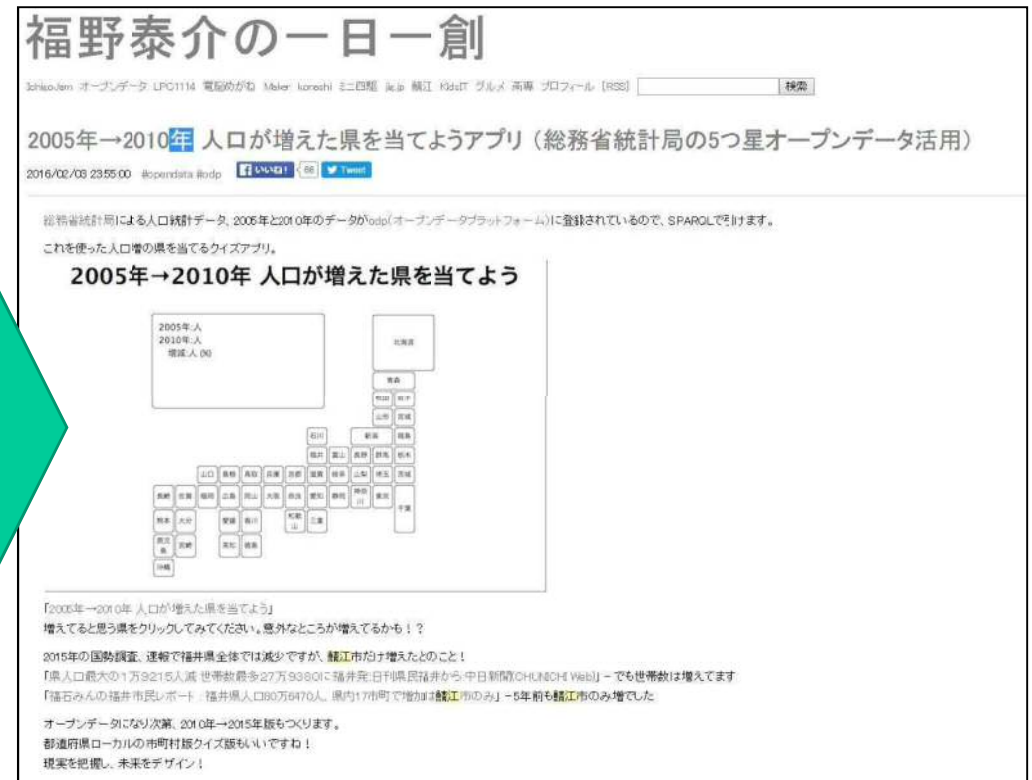 福野泰介の一日一創
IchigoJam オープンデータ LPC1114 電脳めがね Maker koroshi ミニ四駆 jig.jp 鯖江 KidsIT グルメ 高専 プロフィール [RSS] 検索
2005年→2010年 人口が増えた県を当てようアプリ（総務省統計局の5つ星オープンデータ活用）
2016/02/03 23:55:00 #opendata #odp いいね! 66 Tweet
総務省統計局による人口統計データ、2005年と2010年のデータがodp(オープンデータプラットフォーム)に登録されているので、SPARQLで引けます。
これを使った人口増の県を当てるクイズアプリ。
2005年→2010年 人口が増えた県を当てよう
2005年:人
2010年:人
増減:人 (%)
北海道
青森
秋田 岩手
山形 宮城
石川 新潟 福島
福井 富山 長野 群馬 栃木
山口 島根 鳥取 兵庫 京都 滋賀 岐阜 山梨 埼玉 茨城
長崎 佐賀 福岡 広島 岡山 大阪 奈良 愛知 静岡 神奈川 東京 千葉
熊本 大分 愛媛 香川 和歌山 三重
鹿児島 宮崎 高知 徳島
沖縄
「2005年→2010年 人口が増えた県を当てよう」
増えてると思う県をクリックしてみてください。意外なところが増えてるかも！？
2015年の国勢調査、速報で福井県全体では減少ですが、鯖江市だけ増えたとのこと！
「県人口最大の1万9215人減 世帯数最多27万9380に:福井発:日刊県民福井から:中日新聞(CHUNICHI Web)」 - でも世帯数は増えてます
「福石みんの福井市民レポート : 福井県人口80万6470人、県内17市町で増加は鯖江市のみ」 - 5年前も鯖江市のみ増でした
オープンデータになり次第、2010年→2015年版もつくります。
都道府県ローカルの市町村版クイズ版もいいですね！
現実を把握し、未来をデザイン！